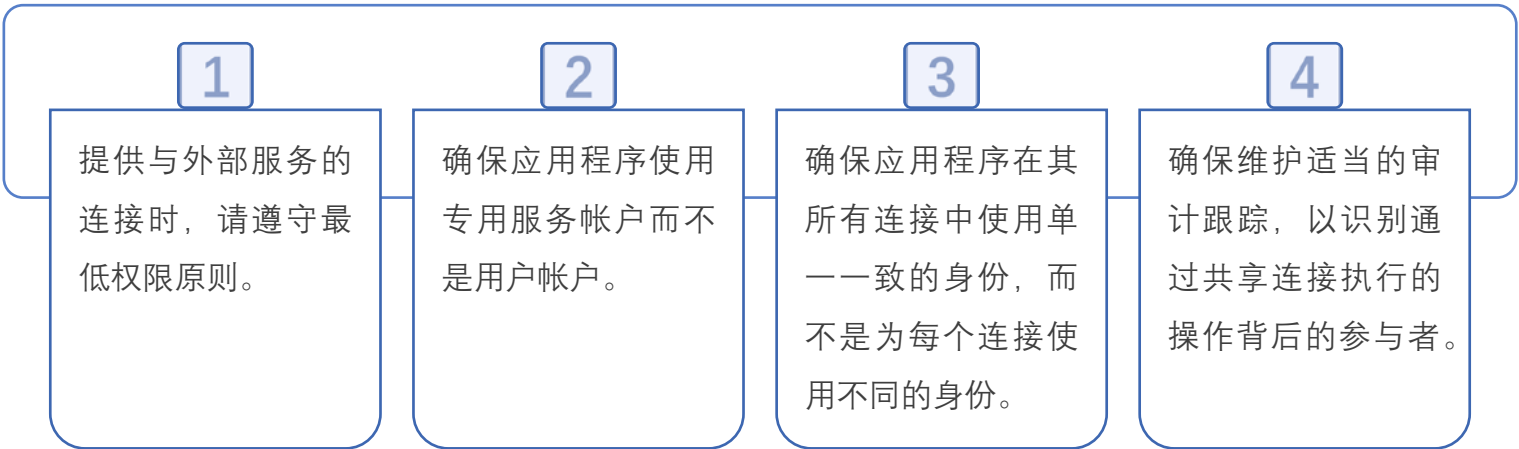 1
提供与外部服务的
连接时，请遵守最
低权限原则。
2
确保应用程序使用
专用服务帐户而不
是用户帐户。
3
确保应用程序在其
所有连接中使用单
一一致的身份，而
不是为每个连接使
用不同的身份。
4
确保维护适当的审
计跟踪，以识别通
过共享连接执行的
操作背后的参与者。